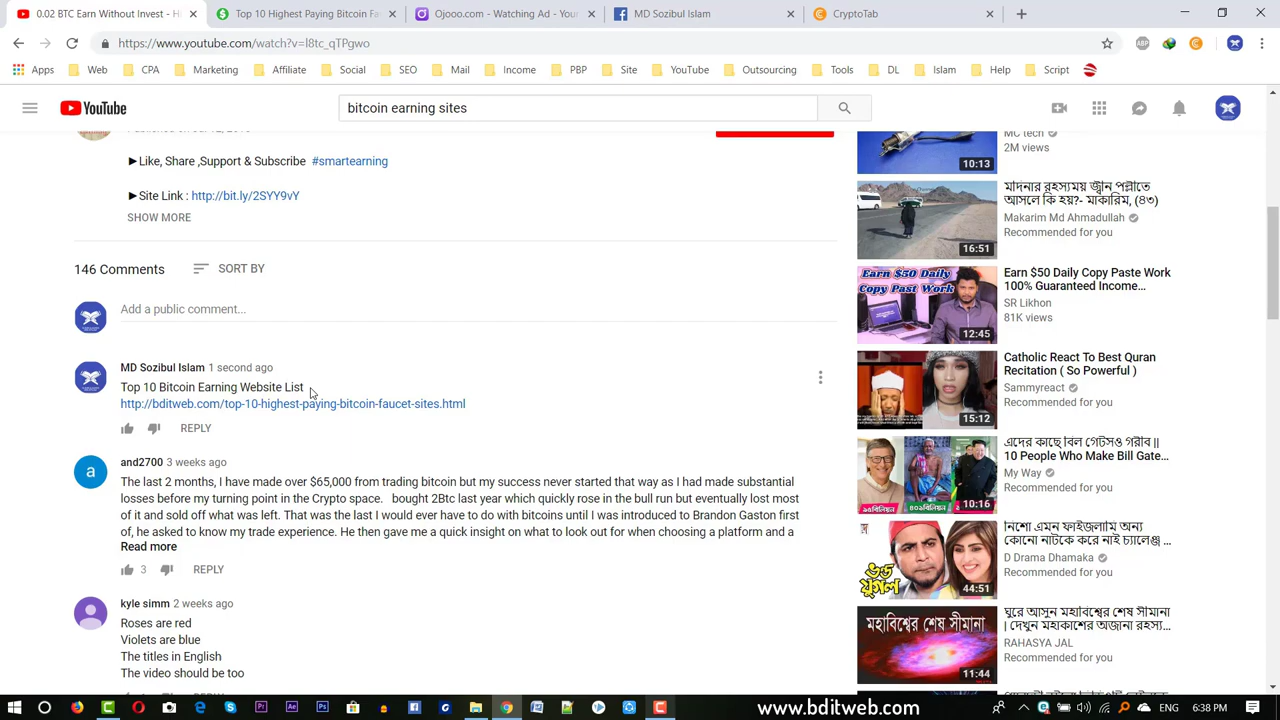 0.02 BTC Earn Without Invest - H
Top 10 Highest-Paying Bitcoin Fa
Ojooo.com - Watching Ad - Your
MD Sozibul Islam
CryptoTab
https://www.youtube.com/watch?v=l8tc_qTPgwo
Apps
Web
CPA
Marketing
Affiliate
Social
SEO
Email
Income
PBP
Site
YouTube
Outsourcing
Tools
DL
Islam
Help
Script
YouTube
bitcoin earning sites
►Like, Share ,Support & Subscribe #smartearning
►Site Link : http://bit.ly/2SYY9vY
SHOW MORE
146 Comments
SORT BY
Add a public comment...
MD Sozibul Islam 1 second ago
Top 10 Bitcoin Earning Website List
http://bditweb.com/top-10-highest-paying-bitcoin-faucet-sites.html
REPLY
and2700 3 weeks ago
The last 2 months, I have made over $65,000 from trading bitcoin but my success never started that way as I had made substantial
losses before my turning point in the Crypto space. bought 2Btc last year which quickly rose in the bull run but eventually lost most
of it and sold off what was left. That was the last I would ever have to do with bitcoins until I was introduced to Brandon Gaston first
of, he asked to know my trade experience. He then gave me a quick insight on what to look out for when choosing a platform and a
Read more
3
REPLY
kyle simm 2 weeks ago
Roses are red
Violets are blue
The titles in English
The video should be too
MC tech
2M views
10:13
মাদিনার রহস্যময় জ্বীন পল্লীতে
আসলে কি হয়?- মাকারিম, (৪৩)
Makarim Md Ahmadullah
Recommended for you
16:51
Earn $50 Daily
Copy Past Work
12:45
Earn $50 Daily Copy Paste Work
100% Guaranteed Income...
SR Likhon
81K views
Catholic React To Best Quran
Recitation ( So Powerful )
Sammyreact
Recommended for you
15:12
এদের কাছে বিল গেটসও গরীব ||
10 People Who Make Bill Gate...
My Way
Recommended for you
10:16
নিশো এমন ফাইজলামি অন্য
কোনো নাটকে করে নাই চ্যালেঞ্জ ...
D Drama Dhamaka
Recommended for you
44:51
মহাবিশ্বের শেষ সীমানা
11:44
ঘুরে আসুন মহাবিশ্বের শেষ সীমানা
| দেখুন মহাকাশের অজানা রহস্য...
RAHASYA JAL
Recommended for you
www.bditweb.com
ENG
6:38 PM